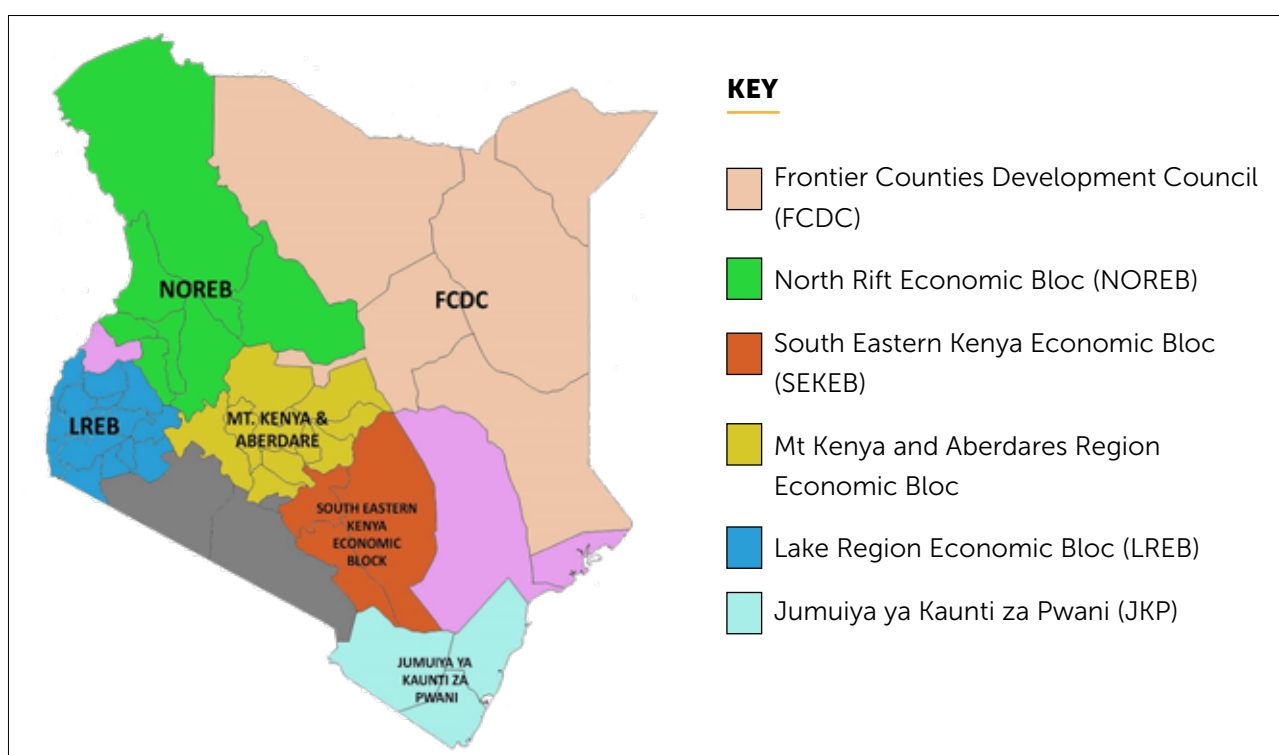 NOREB
FCDC
LREB
MT. KENYA &
ABERDARE
SOUTH EASTERN
KENYA
ECONOMIC
BLOCK
JUMUIYA YA
KAUNTI ZA
PWANI
KEY
Frontier Counties Development Council
(FCDC)
North Rift Economic Bloc (NOREB)
South Eastern Kenya Economic Bloc
(SEKEB)
Mt Kenya and Aberdares Region
Economic Bloc
Lake Region Economic Bloc (LREB)
Jumuiya ya Kaunti za Pwani (JKP)